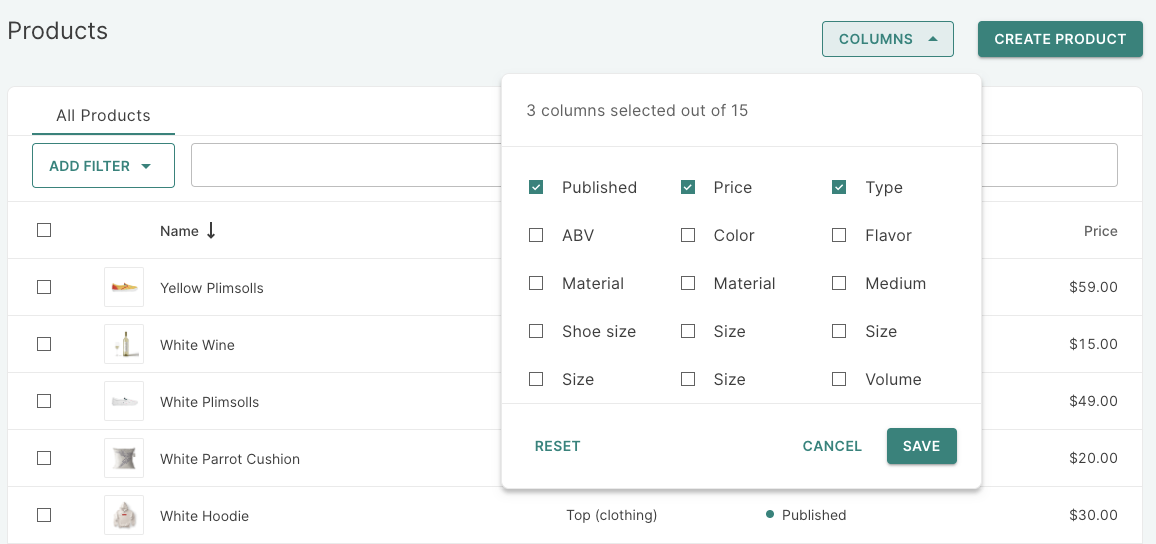 Products
COLUMNS
CREATE PRODUCT
3 columns selected out of 15
All Products
ADD FILTER
Published Price Type
ABV Color Flavor
Material Material Medium
Shoe size Size Size
Size Size Volume
RESET CANCEL SAVE
Name Price
Yellow Plimsolls $59.00
White Wine $15.00
White Plimsolls $49.00
White Parrot Cushion $20.00
White Hoodie Top (clothing) Published $30.00